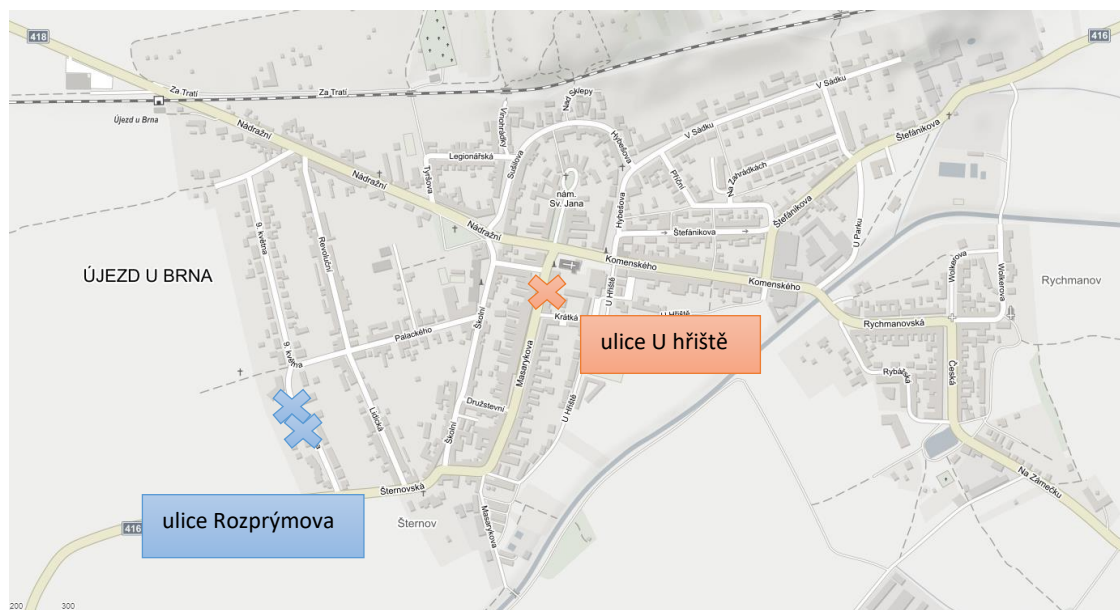 418
416
Za Tratí
Za Tratí
Újezd u Brna
Nádražní
Vinohrádky
Nad Sklepy
V Sádku
Hybešova
V Sádku
Štefánikova
Legionářská
Sušilova
Tyršova
Nádražní
nám.
Sv. Jana
Hybešova
Příční
Na Zahrádkách
Štefánikova
Štefánikova
U Parku
Nádražní
Komenského
Komenského
9. května
Revoluční
ÚJEZD U BRNA
U Hřiště
Wolkerova
Wolkerova
Rychmanov
Školní
Palackého
Krátká
U Hřiště
Rychmanovská
ulice U hřiště
9. května
Masarykova
Rybářská
Česká
Družstevní
Lidická
U Hřiště
Školní
Na Zámečku
Šternovská
ulice Rozprýmova
416
Šternov
Masarykova
200
300